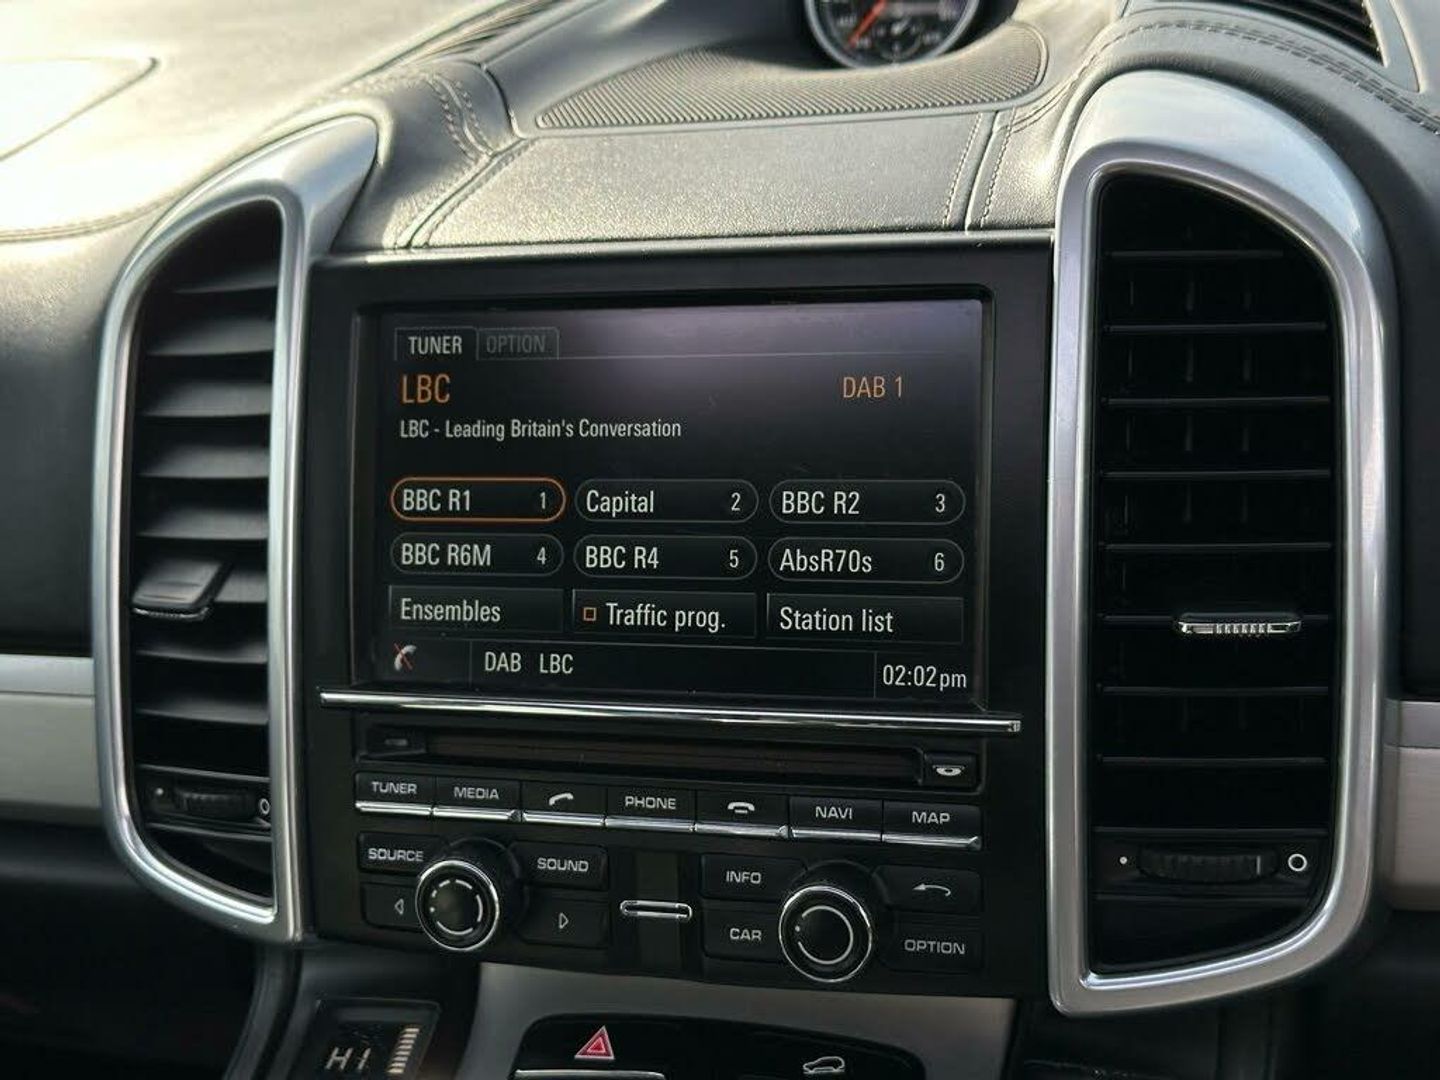 TUNER OPTION
LBC DAB 1
LBC - Leading Britain's Conversation
BBC R1 1 Capital 2 BBC R2 3
BBC R6M 4 BBC R4 5 AbsR70s 6
Ensembles Traffic prog. Station list
DAB LBC 02:02pm
TUNER MEDIA PHONE NAVI MAP
SOURCE SOUND INFO
CAR OPTION
HI